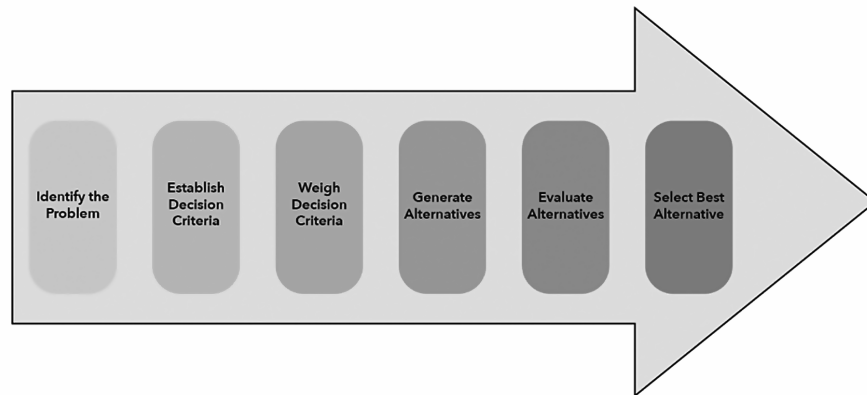 Identify the
Problem
Establish
Decision
Criteria
Weigh
Decision
Criteria
Generate
Alternatives
Evaluate
Alternatives
Select Best
Alternative